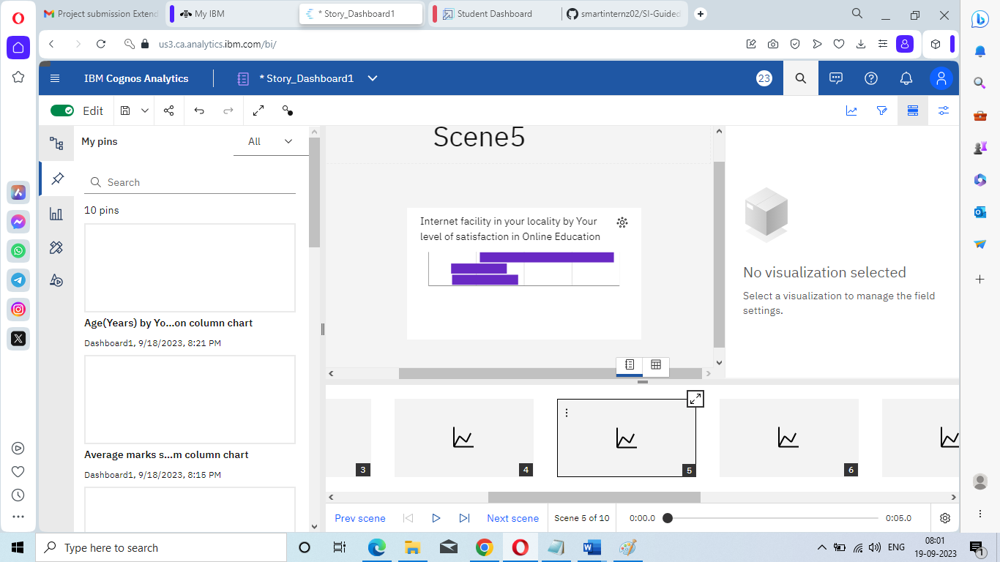 Project submission Extend
My IBM
* Story_Dashboard1
Student Dashboard
smartinternz02/SI-Guided
us3.ca.analytics.ibm.com/bi/
IBM Cognos Analytics
* Story_Dashboard1
23
Edit
My pins
All
Search
10 pins
Age(Years) by Yo...on column chart
Dashboard1, 9/18/2023, 8:21 PM
Average marks s...m column chart
Dashboard1, 9/18/2023, 8:15 PM
Scene5
Internet facility in your locality by Your
level of satisfaction in Online Education
No visualization selected
Select a visualization to manage the field
settings.
3
4
5
6
Prev scene
Next scene
Scene 5 of 10
0:00.0
0:05.0
Type here to search
ENG
08:01
19-09-2023
1